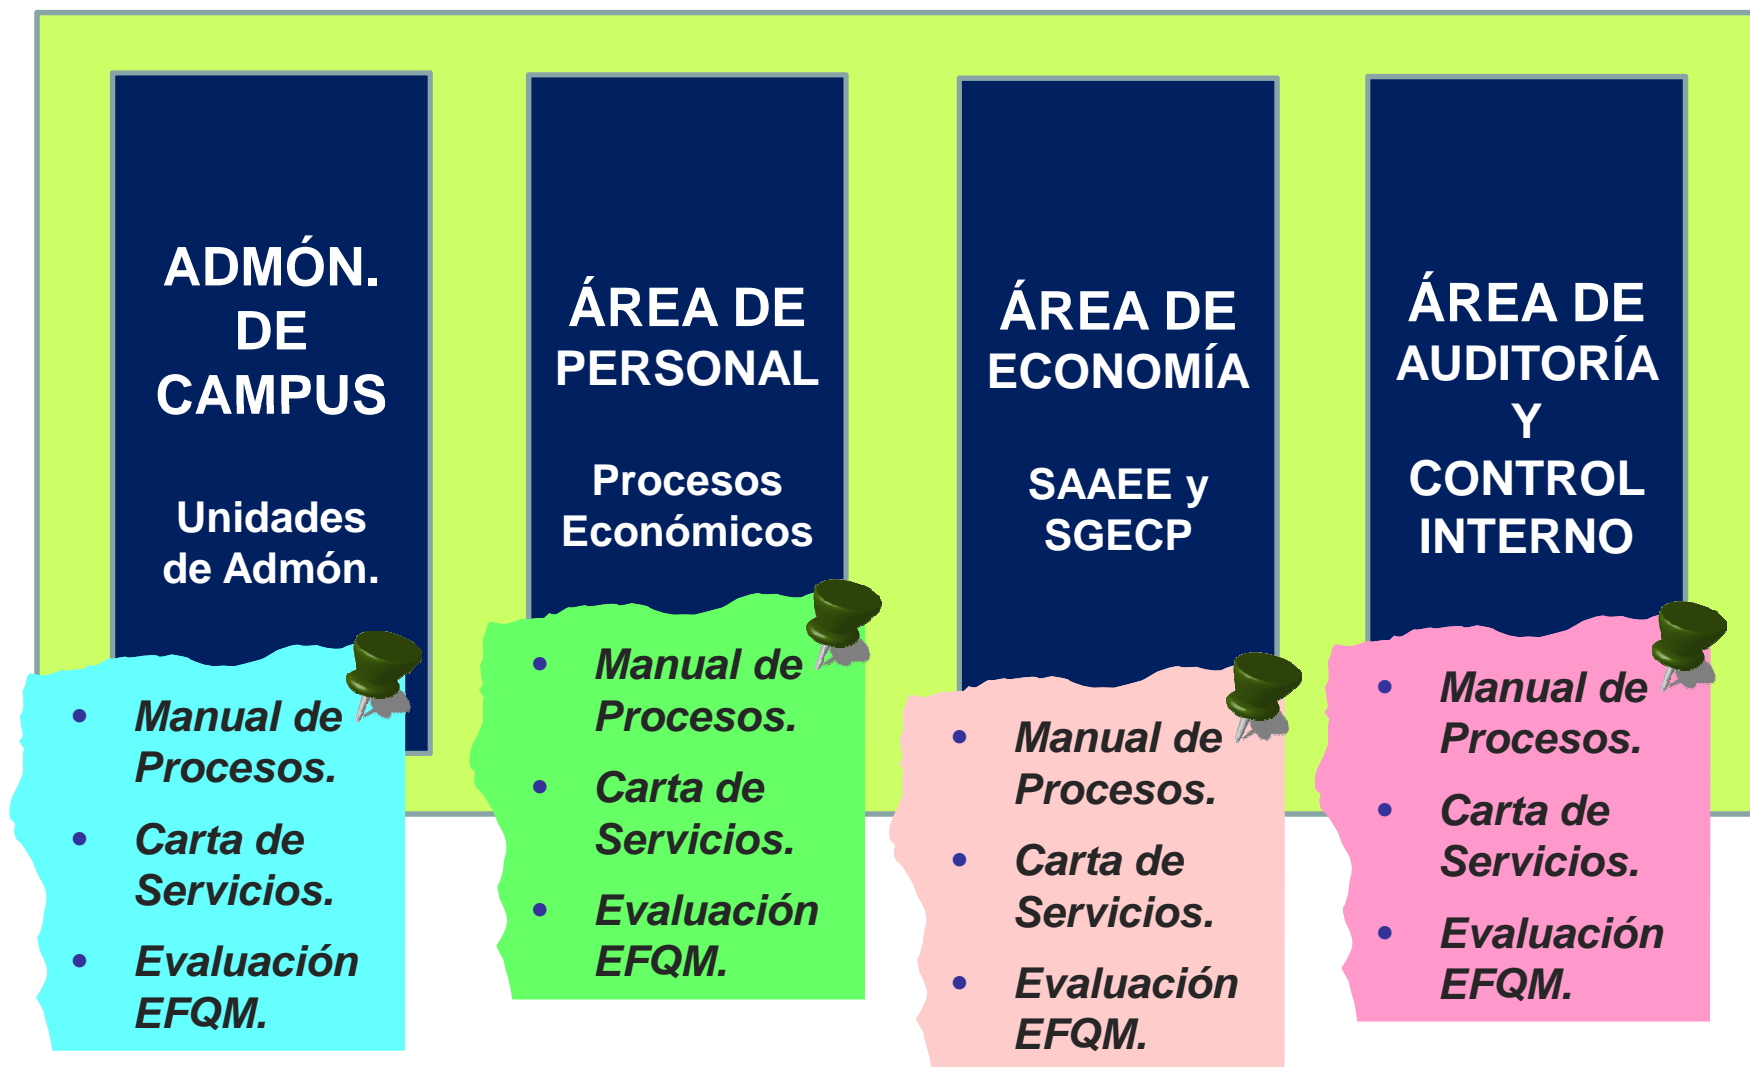 ADMÓN.
DE
CAMPUS
Unidades
de Admón.
ÁREA DE
PERSONAL
Procesos
Económicos
ÁREA DE
ECONOMÍA
SAAEE y
SGECP
ÁREA DE
AUDITORÍA
Y
CONTROL
INTERNO
• Manual de
Procesos.
• Carta de
Servicios.
• Evaluación
EFQM.
• Manual de
Procesos.
• Carta de
Servicios.
• Evaluación
EFQM.
• Manual de
Procesos.
• Carta de
Servicios.
• Evaluación
EFQM.
• Manual de
Procesos.
• Carta de
Servicios.
• Evaluación
EFQM.